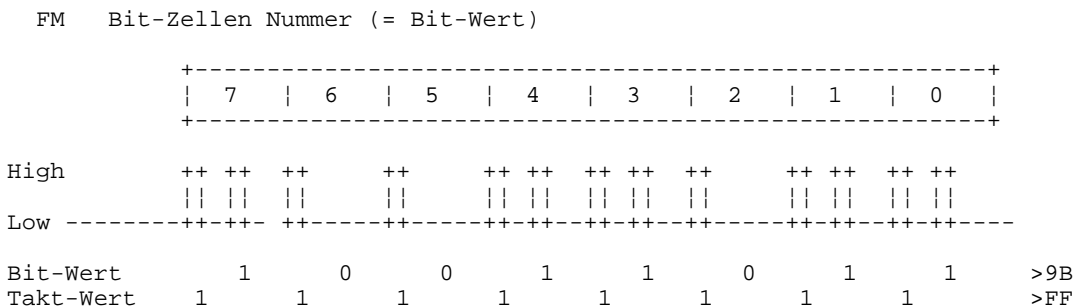 FM   Bit-Zellen Nummer (= Bit-Wert)
+-------------------------------------------------------+
¦  7   ¦  6   ¦  5   ¦  4   ¦  3   ¦  2   ¦  1   ¦  0   ¦
+-------------------------------------------------------+
High        ++ ++  ++     ++     ++ ++  ++ ++  ++     ++ ++  ++ ++
            ¦¦ ¦¦  ¦¦     ¦¦     ¦¦ ¦¦  ¦¦ ¦¦  ¦¦     ¦¦ ¦¦  ¦¦ ¦¦
Low --------++-++- ++-----++-----++-++--++-++--++-----++-++--++-++----
Bit-Wert        1      0      0      1      1      0      1      1     >9B
Takt-Wert    1      1      1      1      1      1      1      1        >FF